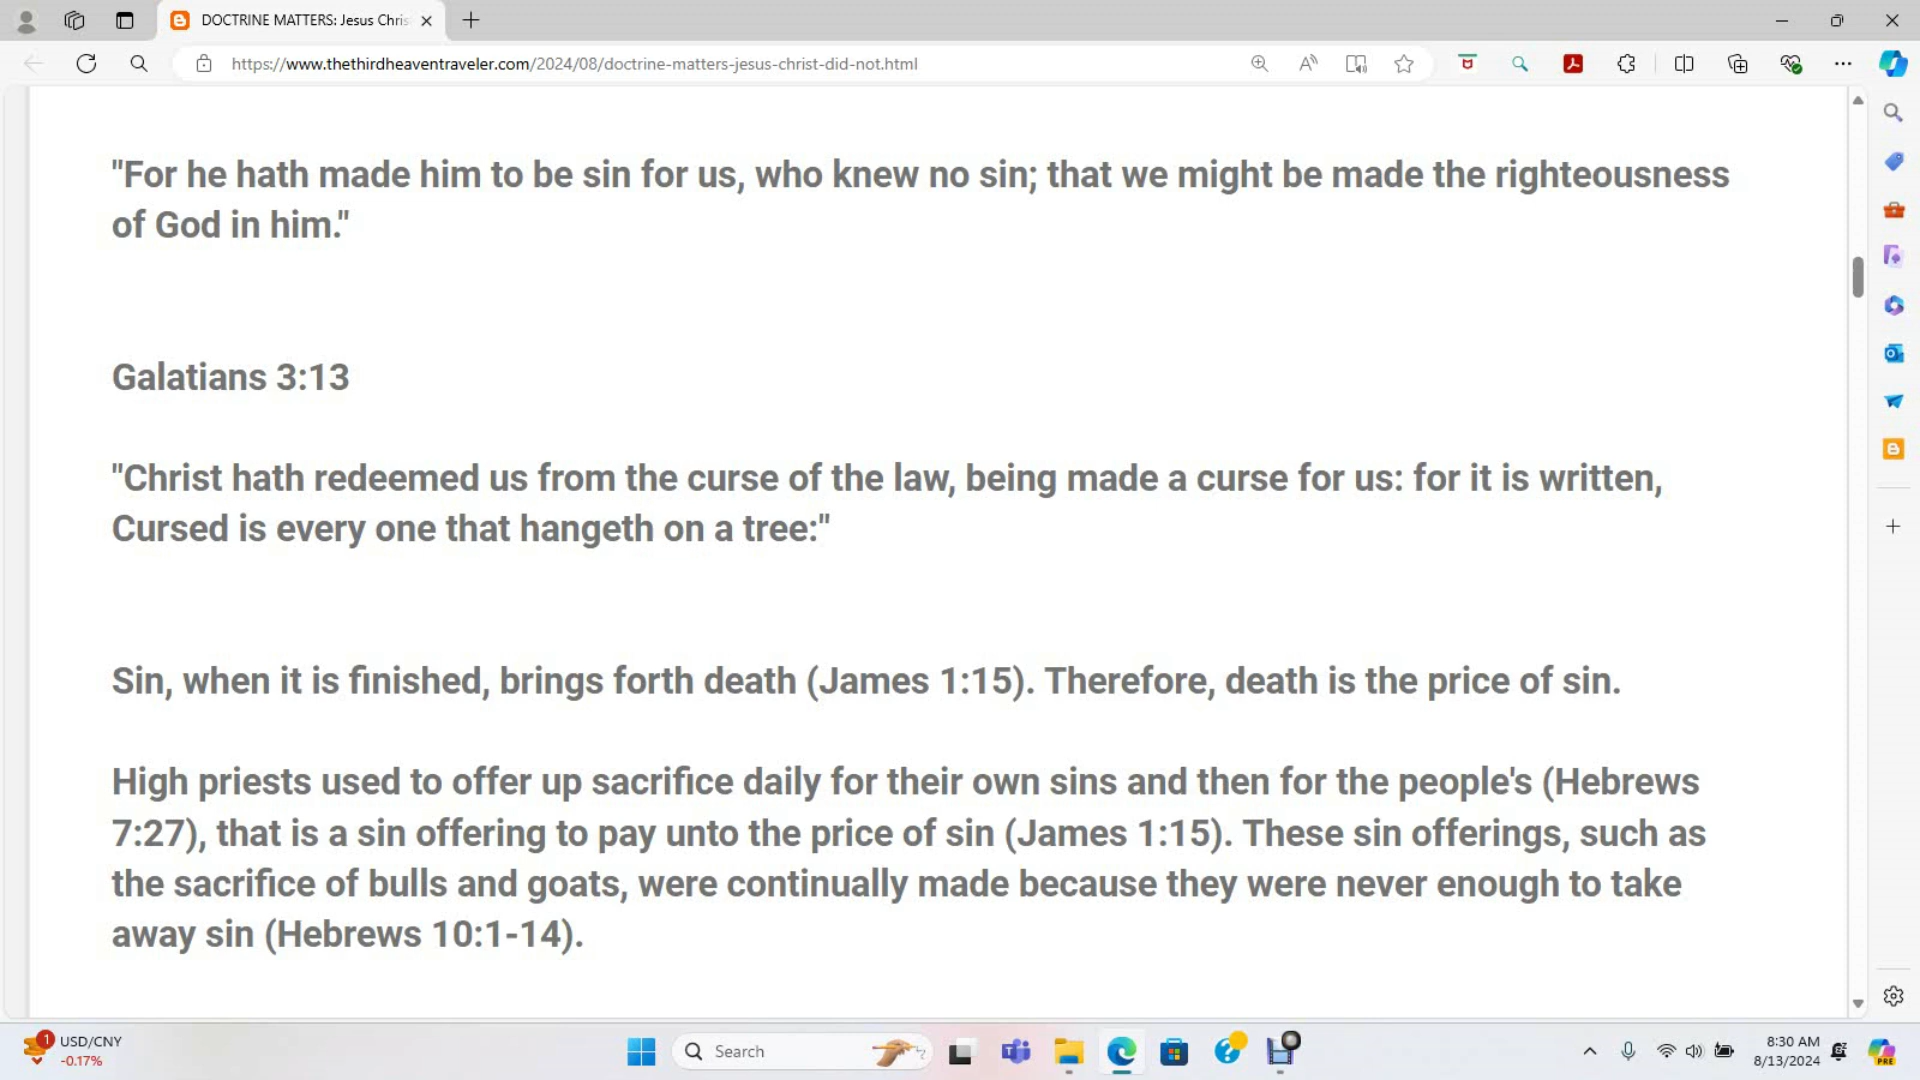 DOCTRINE MATTERS: Jesus Chris
https://www.thethirdheaventraveler.com/2024/08/doctrine-matters-jesus-christ-did-not.html
"For he hath made him to be sin for us, who knew no sin; that we might be made the righteousness
of God in him."
Galatians 3:13
"Christ hath redeemed us from the curse of the law, being made a curse for us: for it is written,
Cursed is every one that hangeth on a tree:"
Sin, when it is finished, brings forth death (James 1:15). Therefore, death is the price of sin.
High priests used to offer up sacrifice daily for their own sins and then for the people's (Hebrews
7:27), that is a sin offering to pay unto the price of sin (James 1:15). These sin offerings, such as
the sacrifice of bulls and goats, were continually made because they were never enough to take
away sin (Hebrews 10:1-14).
1
USD/CNY
-0.17%
Search
8:30 AM
8/13/2024
PRE